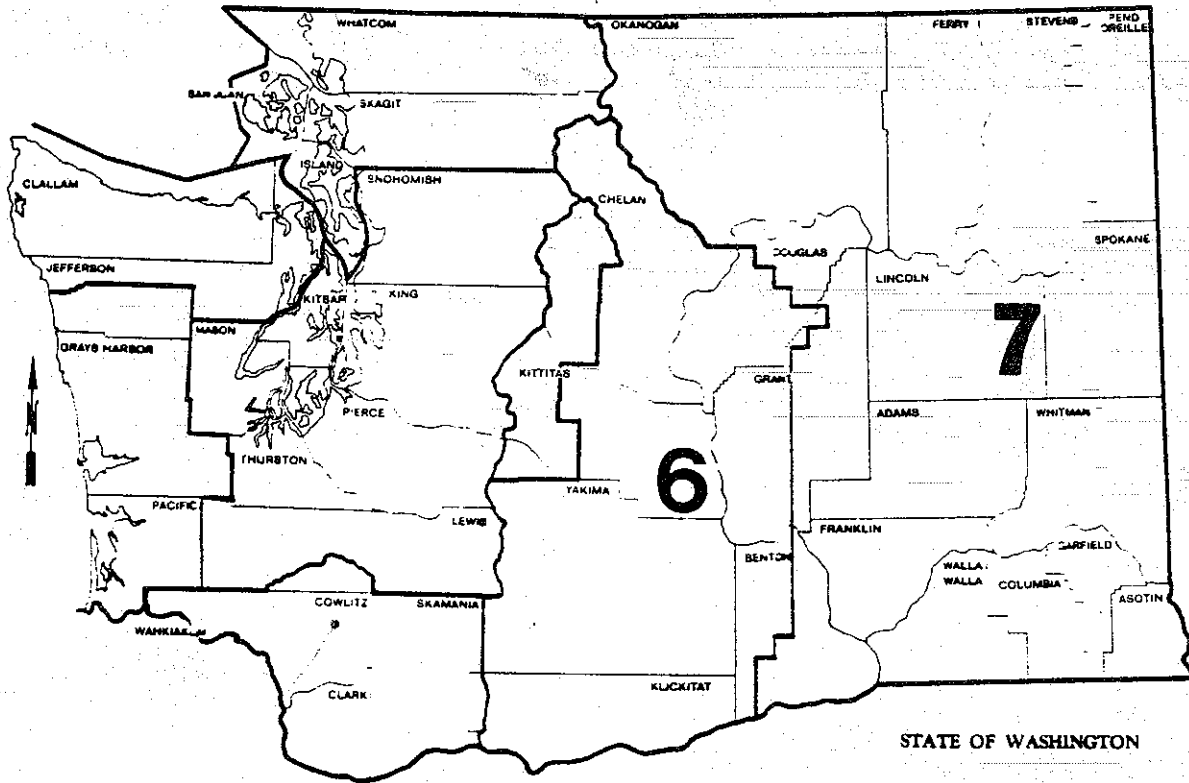 WHATCOM
OKANOGAN
FERRY
STEVENS
PEND
OREILLE
SAN JUAN
SKAGIT
ISLAND
SNOHOMISH
CLALLAM
CHELAN
DOUGLAS
SPOKANE
JEFFERSON
LINCOLN
KITSAP
KING
7
MASON
GRAYS HARBOR
KITTITAS
GRANT
N
PIERCE
ADAMS
WHITMAN
THURSTON
6
YAKIMA
PACIFIC
LEWIS
FRANKLIN
BENTON
GARFIELD
WALLA
WALLA
COLUMBIA
ASOTIN
COWLITZ
SKAMANIA
WAHKIAKUM
KLICKITAT
CLARK
STATE OF WASHINGTON